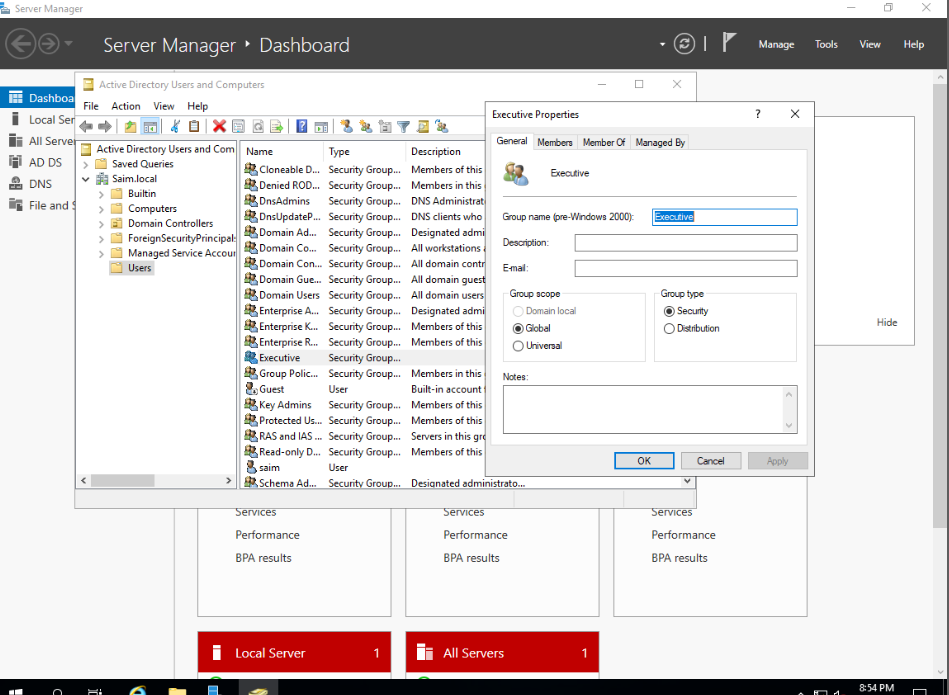 Server Manager
Server Manager ‣ Dashboard
Manage Tools View Help
Dashboa
Local Ser
All Server
AD DS
DNS
File and S
Active Directory Users and Computers
File Action View Help
Active Directory Users and Com
Saved Queries
Saim.local
Builtin
Computers
Domain Controllers
ForeignSecurityPrincipals
Managed Service Accour
Users
Name Type Description
Cloneable D... Security Group... Members of this
Denied ROD... Security Group... Members in this
DnsAdmins Security Group... DNS Administrat
DnsUpdateP... Security Group... DNS clients who
Domain Ad... Security Group... Designated admi
Domain Co... Security Group... All workstations a
Domain Con... Security Group... All domain contr
Domain Gue... Security Group... All domain guest
Domain Users Security Group... All domain users
Enterprise A... Security Group... Designated admi
Enterprise K... Security Group... Members of this
Enterprise R... Security Group... Members of this
Executive Security Group...
Group Polic... Security Group... Members in this
Guest User Built-in account
Key Admins Security Group... Members of this
Protected Us... Security Group... Members of this
RAS and IAS ... Security Group... Servers in this gr
Read-only D... Security Group... Members of this
saim User
Schema Ad... Security Group... Designated administrato...
Executive Properties ?
General Members Member Of Managed By
Executive
Group name (pre-Windows 2000): Executive
Description:
E-mail:
Group scope
Domain local
Global
Universal
Group type
Security
Distribution
Notes:
OK Cancel Apply
Hide
Services
Performance
BPA results
Services
Performance
BPA results
Services
Performance
BPA results
Local Server 1
All Servers 1
8:54 PM